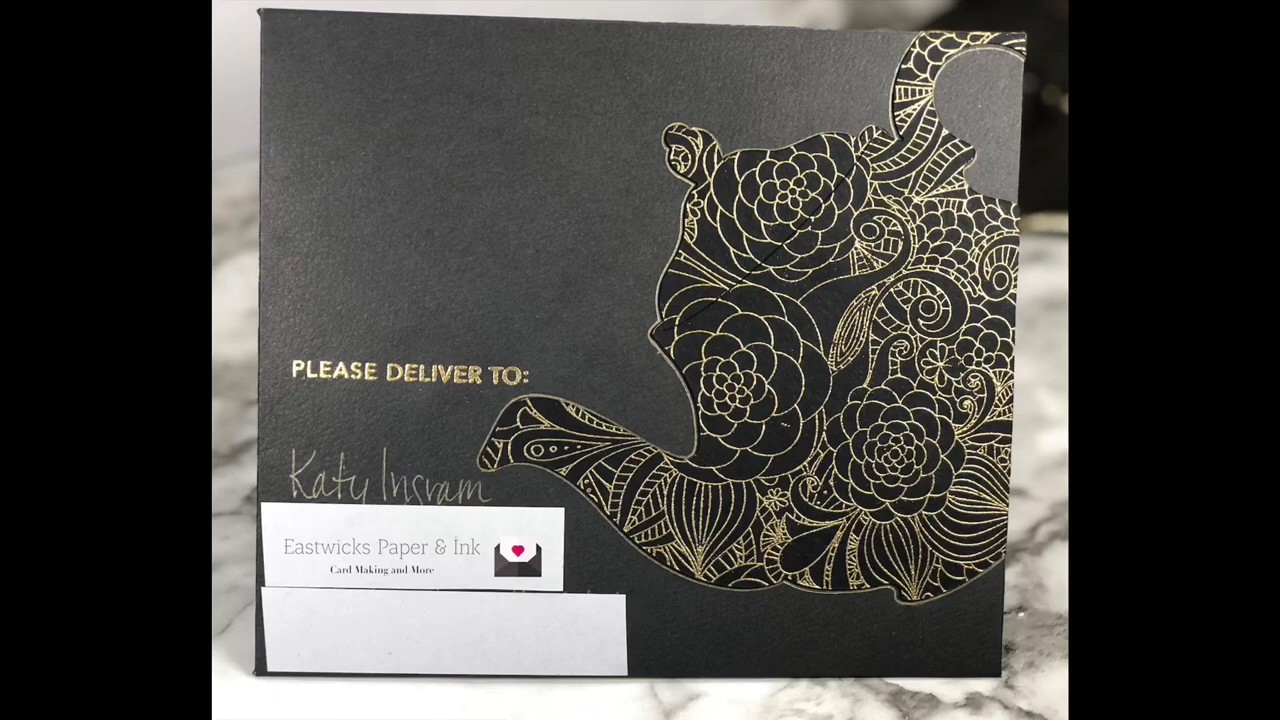 PLEASE DELIVER TO:
Katy Ingram
Eastwicks Paper & Ink
Card Making and More